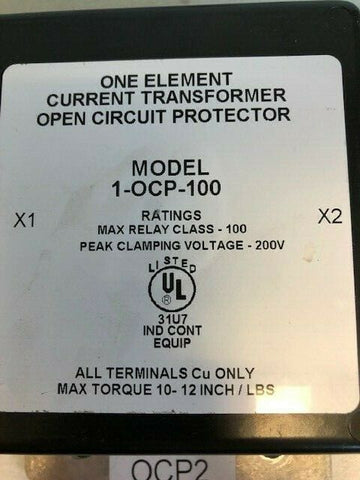 ONE ELEMENT
CURRENT TRANSFORMER
OPEN CIRCUIT PROTECTOR
MODEL
1-OCP-100
X1
X2
RATINGS
MAX RELAY CLASS - 100
PEAK CLAMPING VOLTAGE - 200V
LISTED
UL
31U7
IND CONT
EQUIP
ALL TERMINALS Cu ONLY
MAX TORQUE 10- 12 INCH / LBS
OCP2